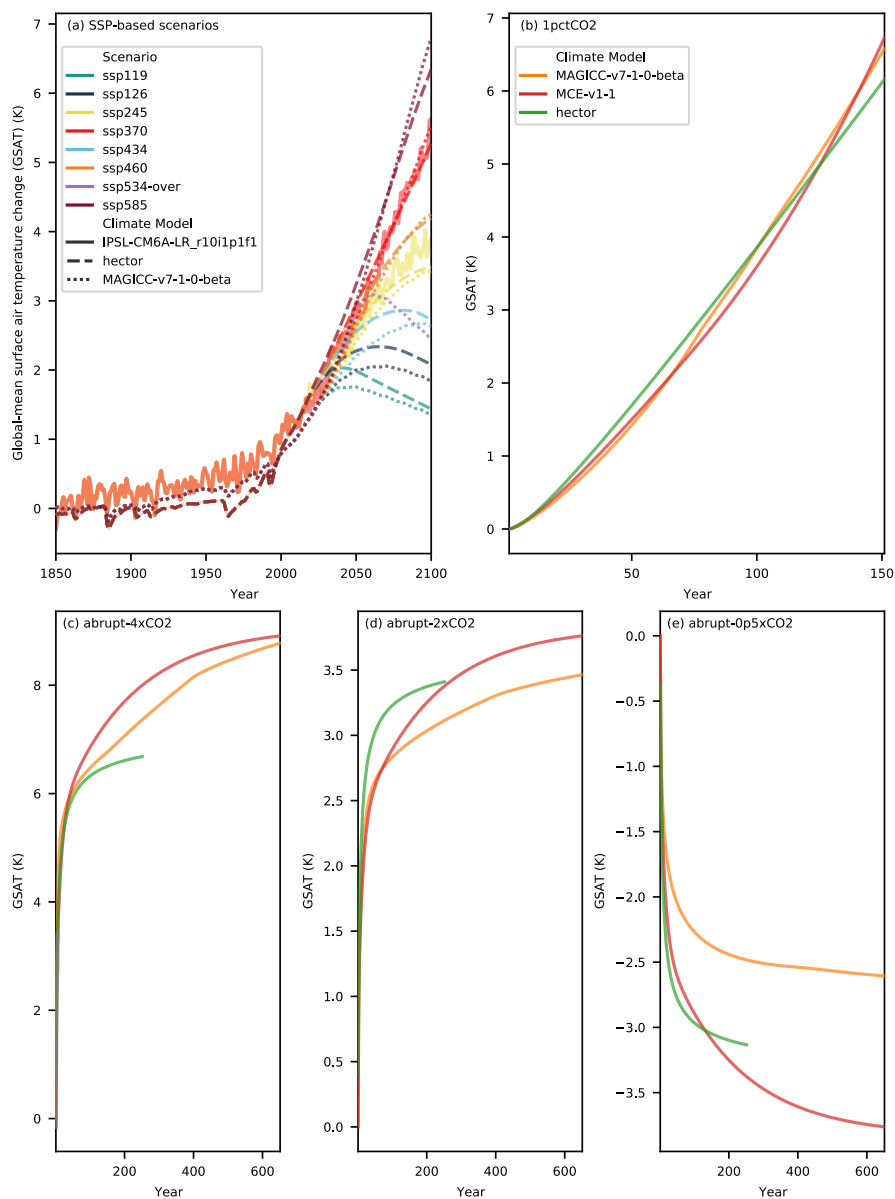 (a) SSP-based scenarios
Global-mean surface air temperature change (GSAT) (K)
7
6
5
4
3
2
1
0
Scenario
ssp119
ssp126
ssp245
ssp370
ssp434
ssp460
ssp534-over
ssp585
Climate Model
IPSL-CM6A-LR_r10i1p1f1
hector
MAGICC-v7-1-0-beta
1850 1900 1950 2000 2050 2100
Year
(b) 1pctCO2
GSAT (K)
7
6
5
4
3
2
1
0
Climate Model
MAGICC-v7-1-0-beta
MCE-v1-1
hector
50 100 150
Year
(c) abrupt-4xCO2
GSAT (K)
8
6
4
2
0
200 400 600
Year
(d) abrupt-2xCO2
GSAT (K)
3.5
3.0
2.5
2.0
1.5
1.0
0.5
0.0
200 400 600
Year
(e) abrupt-0p5xCO2
GSAT (K)
0.0
−0.5
−1.0
−1.5
−2.0
−2.5
−3.0
−3.5
200 400 600
Year